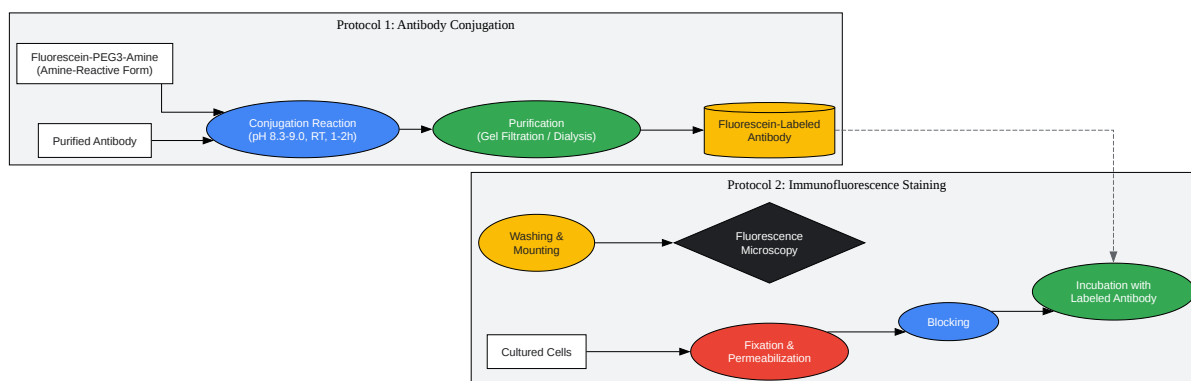 Protocol 1: Antibody Conjugation
Fluorescein-PEG3-Amine
(Amine-Reactive Form)
Purified Antibody
Conjugation Reaction
(pH 8.3-9.0, RT, 1-2h)
Purification
(Gel Filtration / Dialysis)
Fluorescein-Labeled
Antibody
Protocol 2: Immunofluorescence Staining
Washing &
Mounting
Fluorescence
Microscopy
Cultured Cells
Fixation &
Permeabilization
Blocking
Incubation with
Labeled Antibody